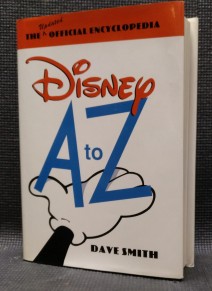 Updated
THE ^ OFFICIAL ENCYCLOPEDIA
Disney
A to Z
DAVE SMITH